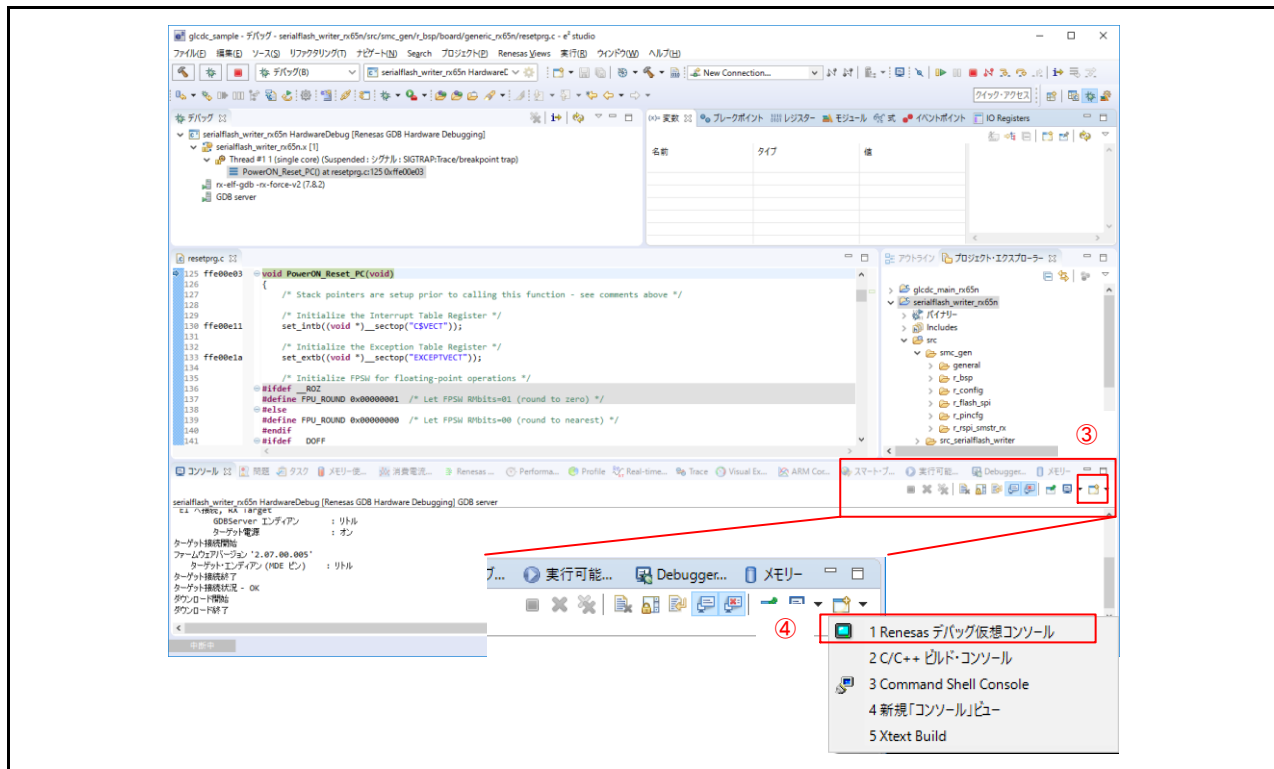 glcdc_sample - デバッグ - serialflash_writer_rx65n/src/smc_gen/r_bsp/board/generic_rx65n/resetprg.c - e² studio
ファイル(F) 編集(E) ソース(S) リファクタリング(T) ナビゲート(N) Search プロジェクト(P) Renesas Views 実行(R) ウィンドウ(W) ヘルプ(H)
デバッグ(B) serialflash_writer_rx65n HardwareD New Connection...
クイック・アクセス
デバッグ
serialflash_writer_rx65n HardwareDebug [Renesas GDB Hardware Debugging]
serialflash_writer_rx65n.x [1]
Thread #1 1 (single core) (Suspended : シグナル : SIGTRAP:Trace/breakpoint trap)
PowerON_Reset_PC() at resetprg.c:125 0xffe00e03
rx-elf-gdb -rx-force-v2 (7.8.2)
GDB server
(x)= 変数 ブレークポイント レジスター モジュール 式 イベントポイント IO Registers
名前 タイプ 値
resetprg.c
125 ffe00e03 void PowerON_Reset_PC(void)
126 {
127 /* Stack pointers are setup prior to calling this function - see comments above */
128
129 /* Initialize the Interrupt Table Register */
130 ffe00e11 set_intb((void *)__sectop("C$VECT"));
131
132 /* Initialize the Exception Table Register */
133 ffe00e1a set_extb((void *)__sectop("EXCEPTVECT"));
134
135 /* Initialize FPSW for floating-point operations */
136 #ifdef __ROZ
137 #define FPU_ROUND 0x00000001 /* Let FPSW RMbits=01 (round to zero) */
138 #else
139 #define FPU_ROUND 0x00000000 /* Let FPSW RMbits=00 (round to nearest) */
140 #endif
141 #ifdef __DOFF
アウトライン プロジェクト・エクスプローラー
glcdc_main_rx65n
serialflash_writer_rx65n
バイナリー
Includes
src
smc_gen
general
r_bsp
r_config
r_flash_spi
r_pincfg
r_rspi_smstr_rx
src_serialflash_writer
③
コンソール 問題 タスク メモリー使... 消費電流... Renesas ... Performa... Profile Real-time... Trace Visual Ex... ARM Cor... スマート・ブ... 実行可能... Debugger... メモリー
serialflash_writer_rx65n HardwareDebug [Renesas GDB Hardware Debugging] GDB server
GDBServer エンディアン : リトル
ターゲット電源 : オン
ターゲット接続開始
ファームウェアバージョン '2.07.00.005'
ターゲット・エンディアン (MDE ピン) : リトル
ターゲット接続終了
ターゲット接続状況 - OK
ダウンロード開始
ダウンロード終了
中断中
ブ... 実行可能... Debugger... メモリー
④
1 Renesas デバッグ仮想コンソール
2 C/C++ ビルド・コンソール
3 Command Shell Console
4 新規「コンソール」ビュー
5 Xtext Build